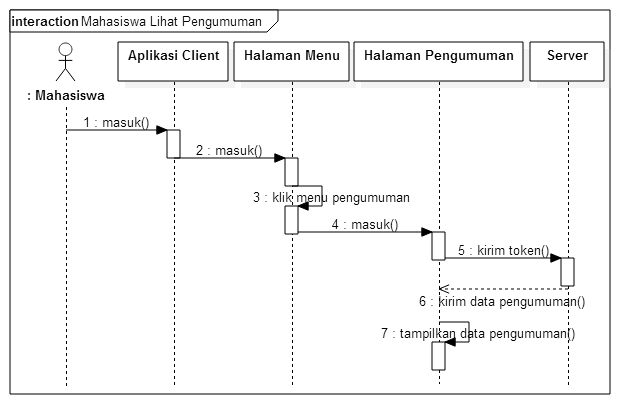 interaction Mahasiswa Lihat Pengumuman
Aplikasi Client
Halaman Menu
Halaman Pengumuman
Server
: Mahasiswa
1 : masuk()
2 : masuk()
3 : klik menu pengumuman
4 : masuk()
5 : kirim token()
6 : kirim data pengumuman()
7 : tampilkan data pengumuman()